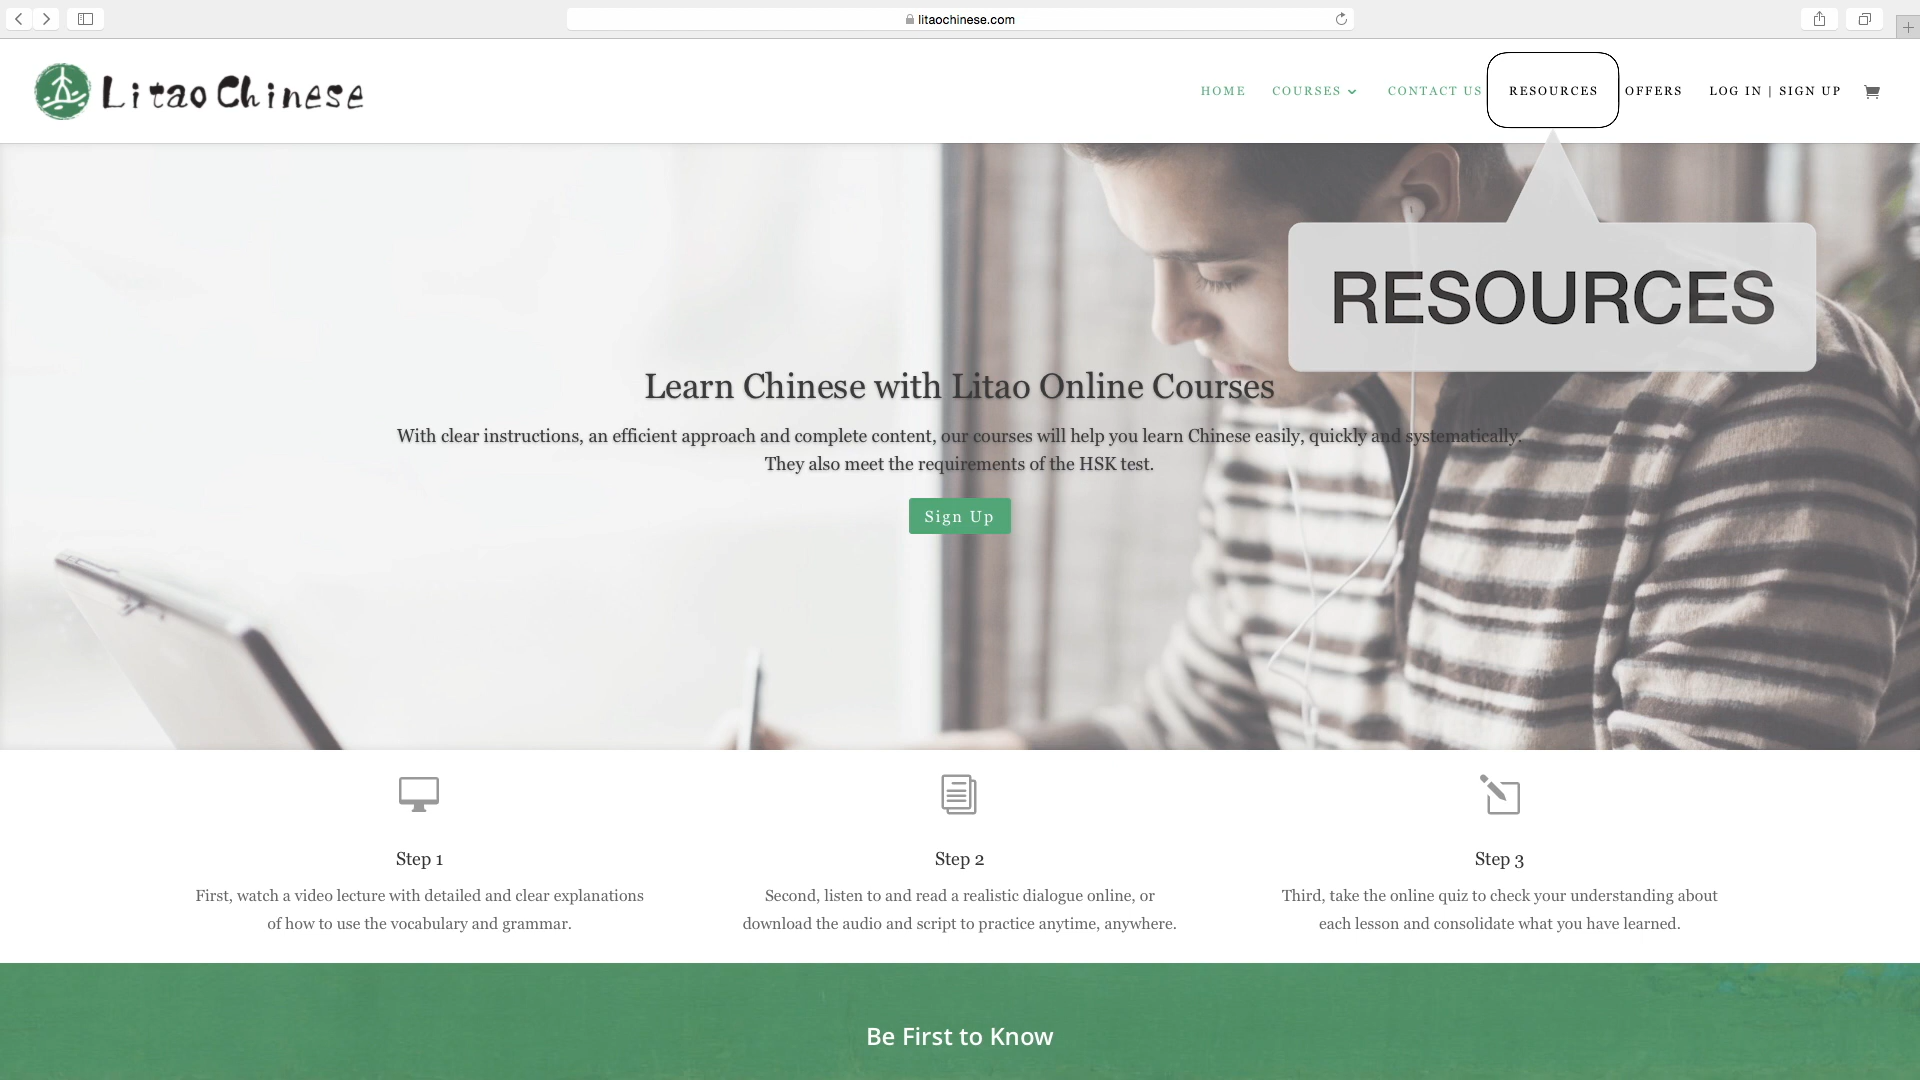 litaochinese.com
Litao Chinese
HOME COURSES CONTACT US RESOURCES OFFERS LOG IN | SIGN UP
RESOURCES
Learn Chinese with Litao Online Courses
With clear instructions, an efficient approach and complete content, our courses will help you learn Chinese easily, quickly and systematically.
They also meet the requirements of the HSK test.
Sign Up
Step 1
First, watch a video lecture with detailed and clear explanations
of how to use the vocabulary and grammar.
Step 2
Second, listen to and read a realistic dialogue online, or
download the audio and script to practice anytime, anywhere.
Step 3
Third, take the online quiz to check your understanding about
each lesson and consolidate what you have learned.
Be First to Know